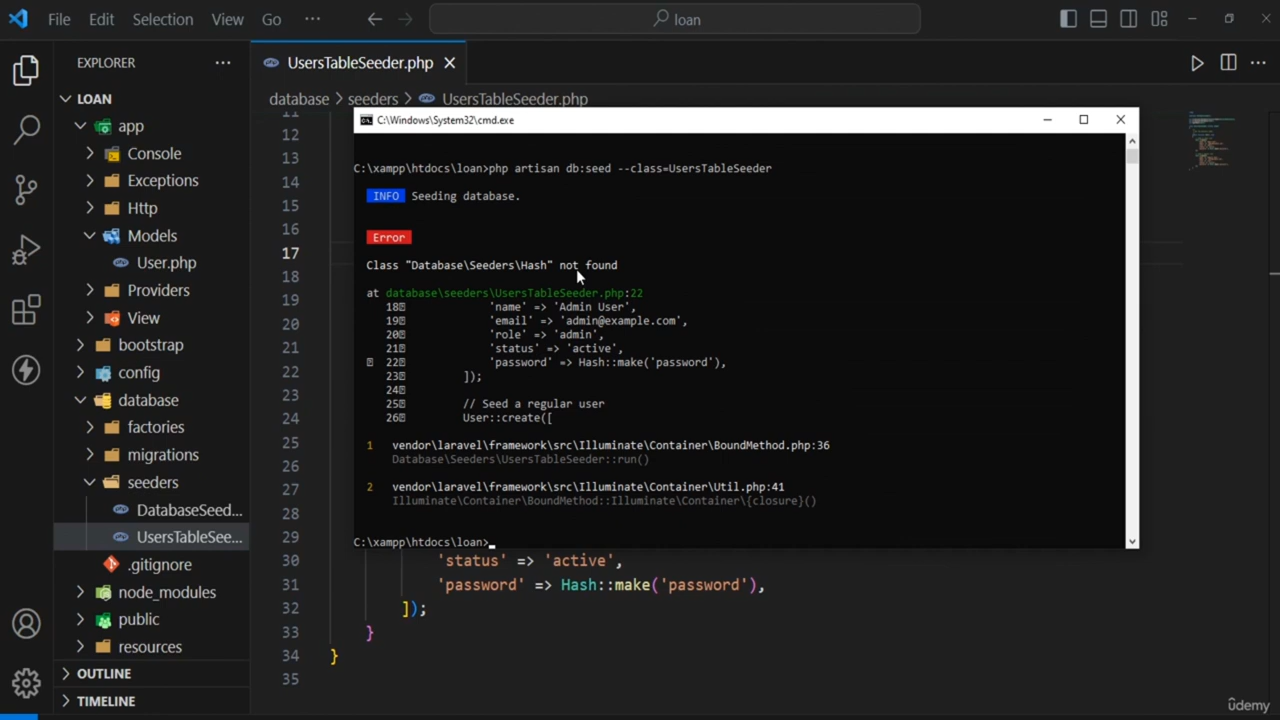 File Edit Selection View Go ··· loan
EXPLORER ···
UsersTableSeeder.php
LOAN
database > seeders > UsersTableSeeder.php
app
Console
Exceptions
Http
Models
User.php
Providers
View
bootstrap
config
database
factories
migrations
seeders
DatabaseSeed...
UsersTableSee...
.gitignore
node_modules
public
resources
OUTLINE
TIMELINE
11
12
13
14
15
16
17
18
19
20
21
22
23
24
25
26
27
28
29
30 'status' => 'active',
31 'password' => Hash::make('password'),
32 ]);
33 }
34 }
35
C:\Windows\System32\cmd.exe
C:\xampp\htdocs\loan>php artisan db:seed --class=UsersTableSeeder
INFO Seeding database.
Error
Class "Database\Seeders\Hash" not found
at database\seeders\UsersTableSeeder.php:22
18 'name' => 'Admin User',
19 'email' => 'admin@example.com',
20 'role' => 'admin',
21 'status' => 'active',
22 'password' => Hash::make('password'),
23 ]);
24
25 // Seed a regular user
26 User::create([
1 vendor\laravel\framework\src\Illuminate\Container\BoundMethod.php:36
Database\Seeders\UsersTableSeeder::run()
2 vendor\laravel\framework\src\Illuminate\Container\Util.php:41
Illuminate\Container\BoundMethod::Illuminate\Container\{closure}()
C:\xampp\htdocs\loan>
ûdemy